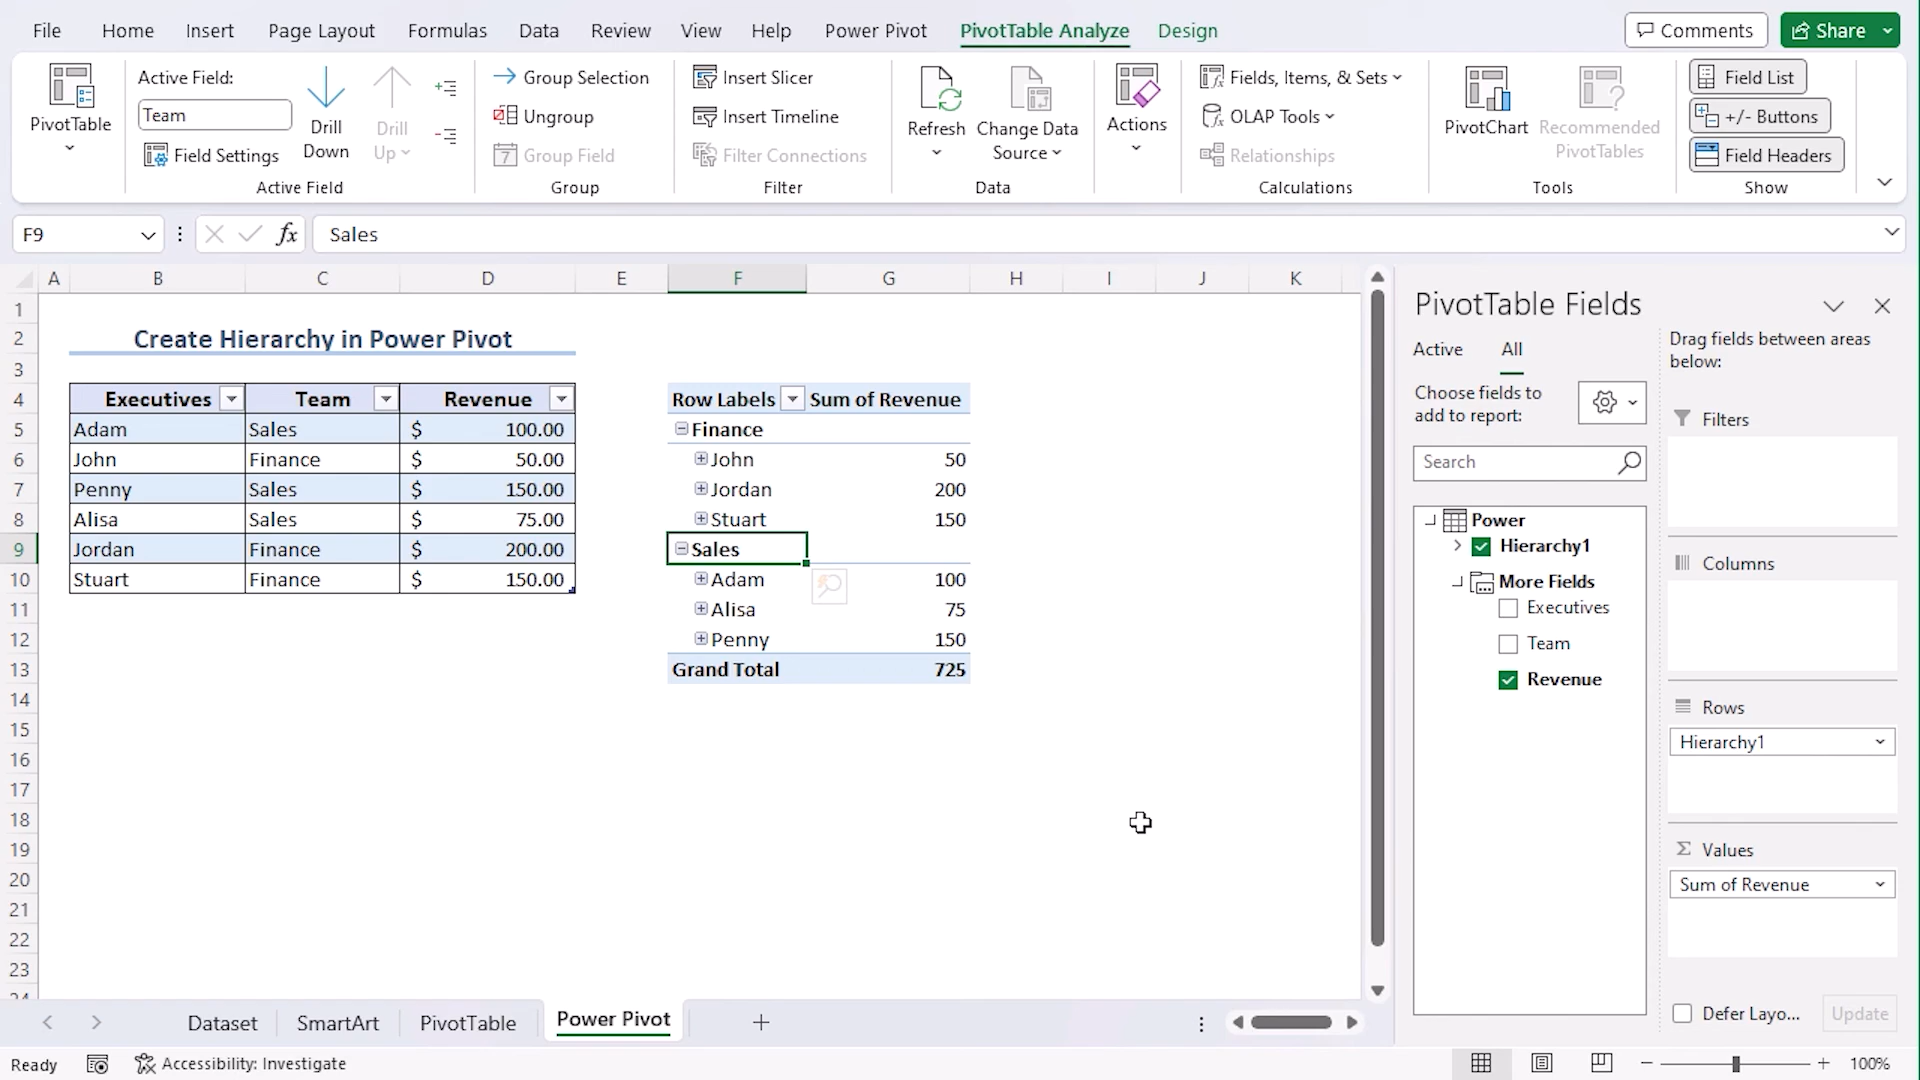 File Home Insert Page Layout Formulas Data Review View Help Power Pivot PivotTable Analyze Design Comments Share
PivotTable
Active Field:
Team
Field Settings
Drill Down
Drill Up
Active Field
Group Selection
Ungroup
7 Group Field
Group
Insert Slicer
Insert Timeline
Filter Connections
Filter
Refresh
Change Data Source
Data
Actions
Fields, Items, & Sets
OLAP Tools
Relationships
Calculations
PivotChart
Recommended PivotTables
Tools
Field List
+/- Buttons
Field Headers
Show
F9 fx Sales
A B C D E F G H I J K
1
2 Create Hierarchy in Power Pivot
3
4 Executives Team Revenue Row Labels Sum of Revenue
5 Adam Sales $ 100.00 Finance
6 John Finance $ 50.00 John 50
7 Penny Sales $ 150.00 Jordan 200
8 Alisa Sales $ 75.00 Stuart 150
9 Jordan Finance $ 200.00 Sales
10 Stuart Finance $ 150.00 Adam 100
11 Alisa 75
12 Penny 150
13 Grand Total 725
14
15
16
17
18
19
20
21
22
23
24
PivotTable Fields
Active All
Choose fields to
add to report:
Search
Power
Hierarchy1
More Fields
Executives
Team
Revenue
Drag fields between areas
below:
Filters
Columns
Rows
Hierarchy1
Σ Values
Sum of Revenue
Defer Layo... Update
Dataset SmartArt PivotTable Power Pivot
Ready Accessibility: Investigate 100%